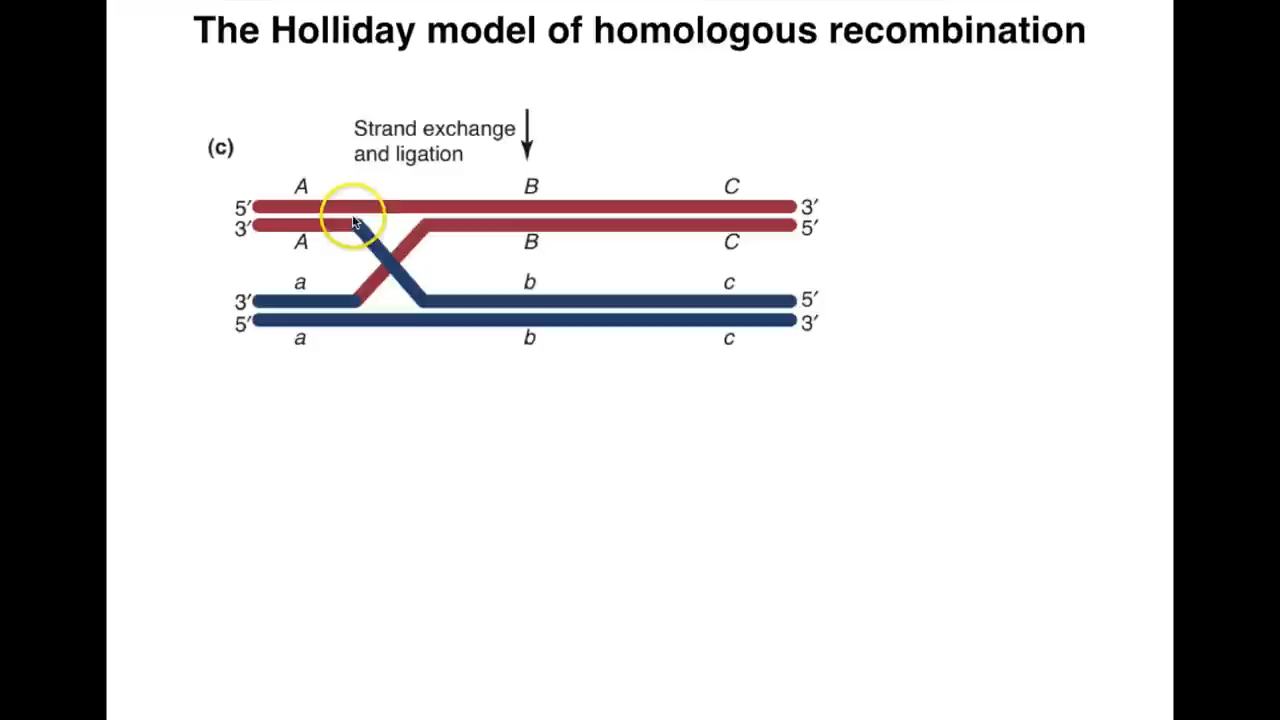 The Holliday model of homologous recombination
Strand exchange
and ligation
(c)
A B C
5′ 3′
3′ 5′
A B C
a b c
3′ 5′
5′ 3′
a b c